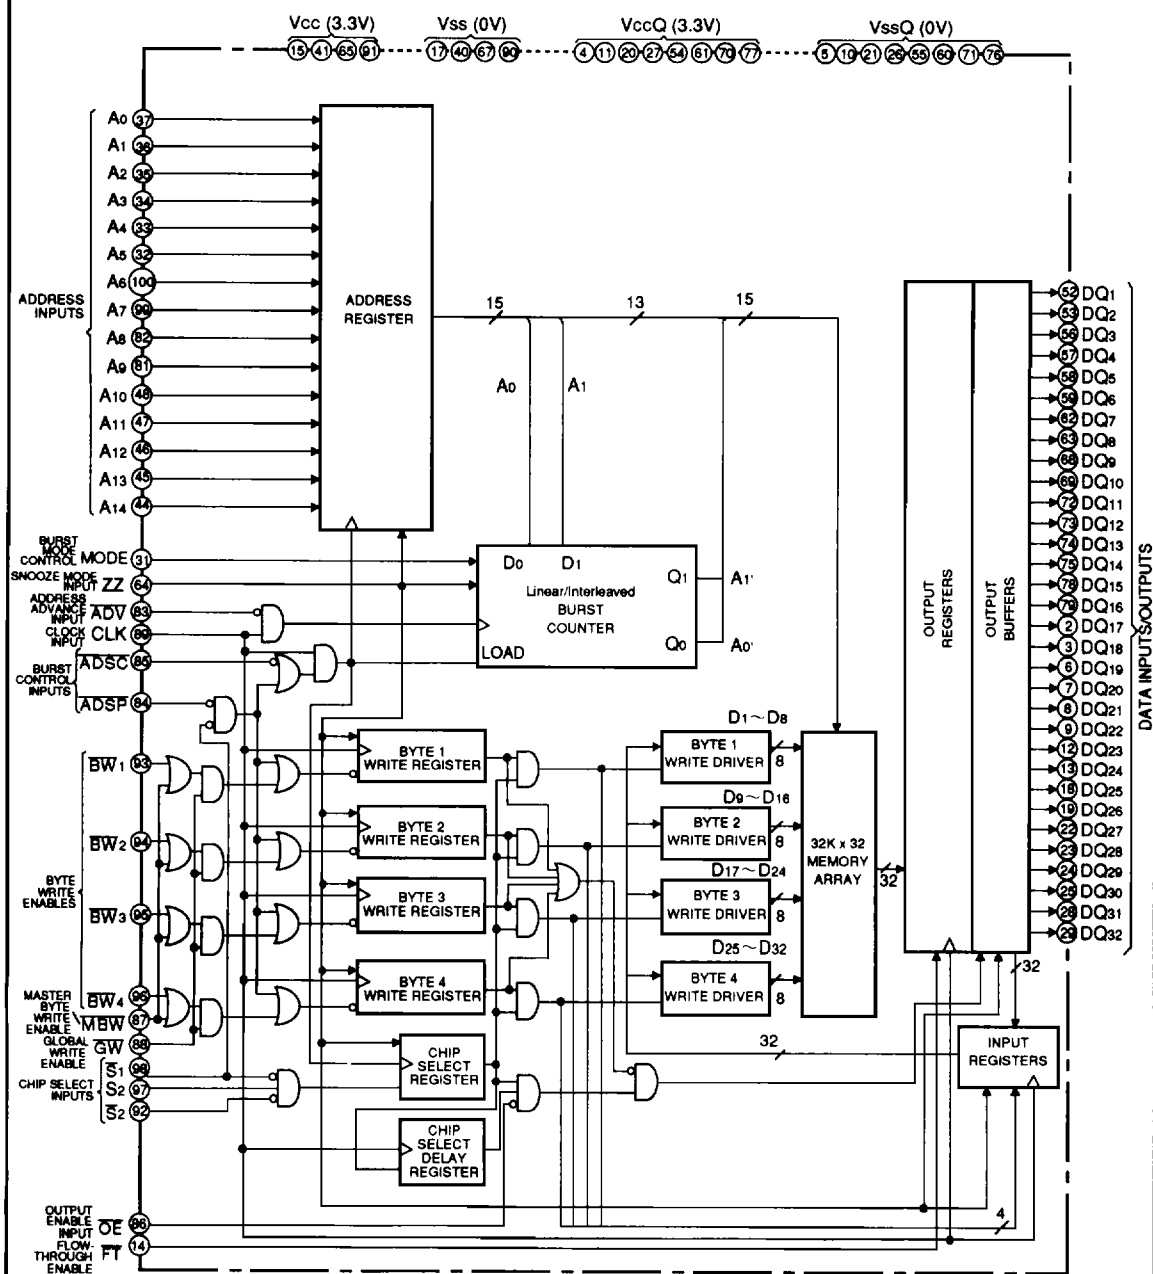 Vcc (3.3V) Vss (0V) VccQ (3.3V) VssQ (0V)
15 41 65 91 17 40 67 90 4 11 20 27 54 61 70 77 5 10 21 26 55 60 71 76
ADDRESS INPUTS
A0 37
A1 36
A2 35
A3 34
A4 33
A5 32
A6 100
A7 99
A8 82
A9 81
A10 48
A11 47
A12 46
A13 45
A14 44
ADDRESS REGISTER
15 13 15
A0 A1
BURST MODE CONTROL MODE 31
SNOOZE MODE INPUT ZZ 64
ADDRESS ADVANCE INPUT ADV 83
CLOCK INPUT CLK 89
BURST CONTROL INPUTS
ADSC 85
ADSP 84
D0 D1
Linear/Interleaved
BURST
COUNTER
LOAD
Q1 A1'
Q0 A0'
BYTE WRITE ENABLES
BW1 93
BW2 94
BW3 95
BW4 96
MASTER BYTE WRITE ENABLE MBW 87
GLOBAL WRITE ENABLE GW 88
CHIP SELECT INPUTS
S1 98
S2 97
S2 92
BYTE 1
WRITE REGISTER
BYTE 2
WRITE REGISTER
BYTE 3
WRITE REGISTER
BYTE 4
WRITE REGISTER
CHIP
SELECT
REGISTER
CHIP
SELECT
DELAY
REGISTER
D1~D8
BYTE 1
WRITE DRIVER
8
D9~D16
BYTE 2
WRITE DRIVER
8
D17~D24
BYTE 3
WRITE DRIVER
8
D25~D32
BYTE 4
WRITE DRIVER
8
32K x 32
MEMORY
ARRAY
32
OUTPUT REGISTERS
OUTPUT BUFFERS
52 DQ1
53 DQ2
56 DQ3
57 DQ4
58 DQ5
59 DQ6
62 DQ7
63 DQ8
68 DQ9
69 DQ10
72 DQ11
73 DQ12
74 DQ13
75 DQ14
78 DQ15
79 DQ16
2 DQ17
3 DQ18
6 DQ19
7 DQ20
8 DQ21
9 DQ22
12 DQ23
13 DQ24
18 DQ25
19 DQ26
22 DQ27
23 DQ28
24 DQ29
25 DQ30
28 DQ31
29 DQ32
DATA INPUTS/OUTPUTS
32
INPUT
REGISTERS
32
4
OUTPUT ENABLE INPUT OE 86
FLOW-THROUGH ENABLE FT 14